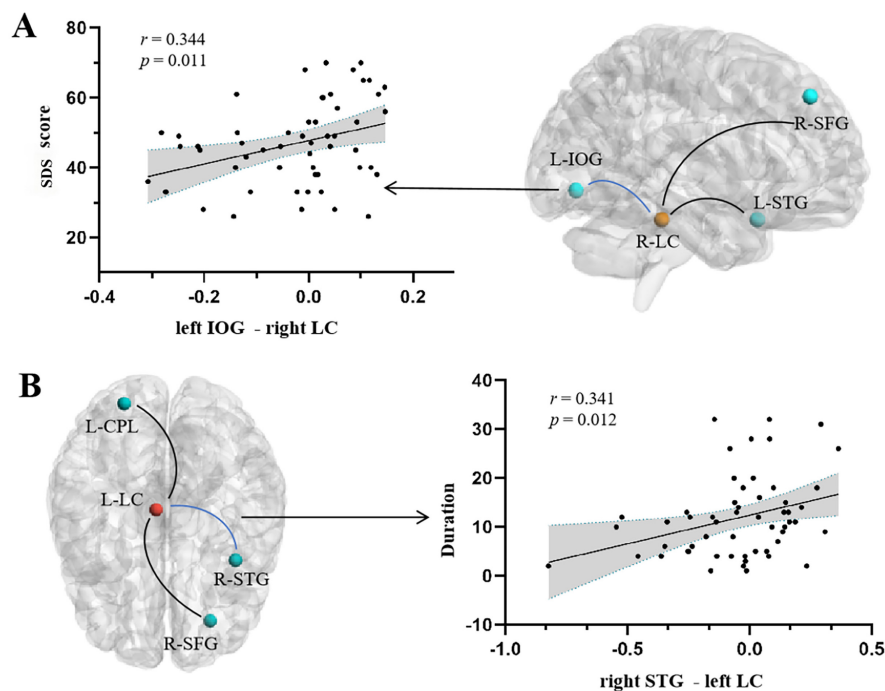 A
r = 0.344
p = 0.011
80
60
40
20
SDS score
-0.4
-0.2
0.0
0.2
left IOG - right LC
R-SFG
L-IOG
L-STG
R-LC
B
L-CPL
L-LC
R-STG
R-SFG
r = 0.341
p = 0.012
40
30
20
10
0
-10
Duration
-1.0
-0.5
0.0
0.5
right STG - left LC